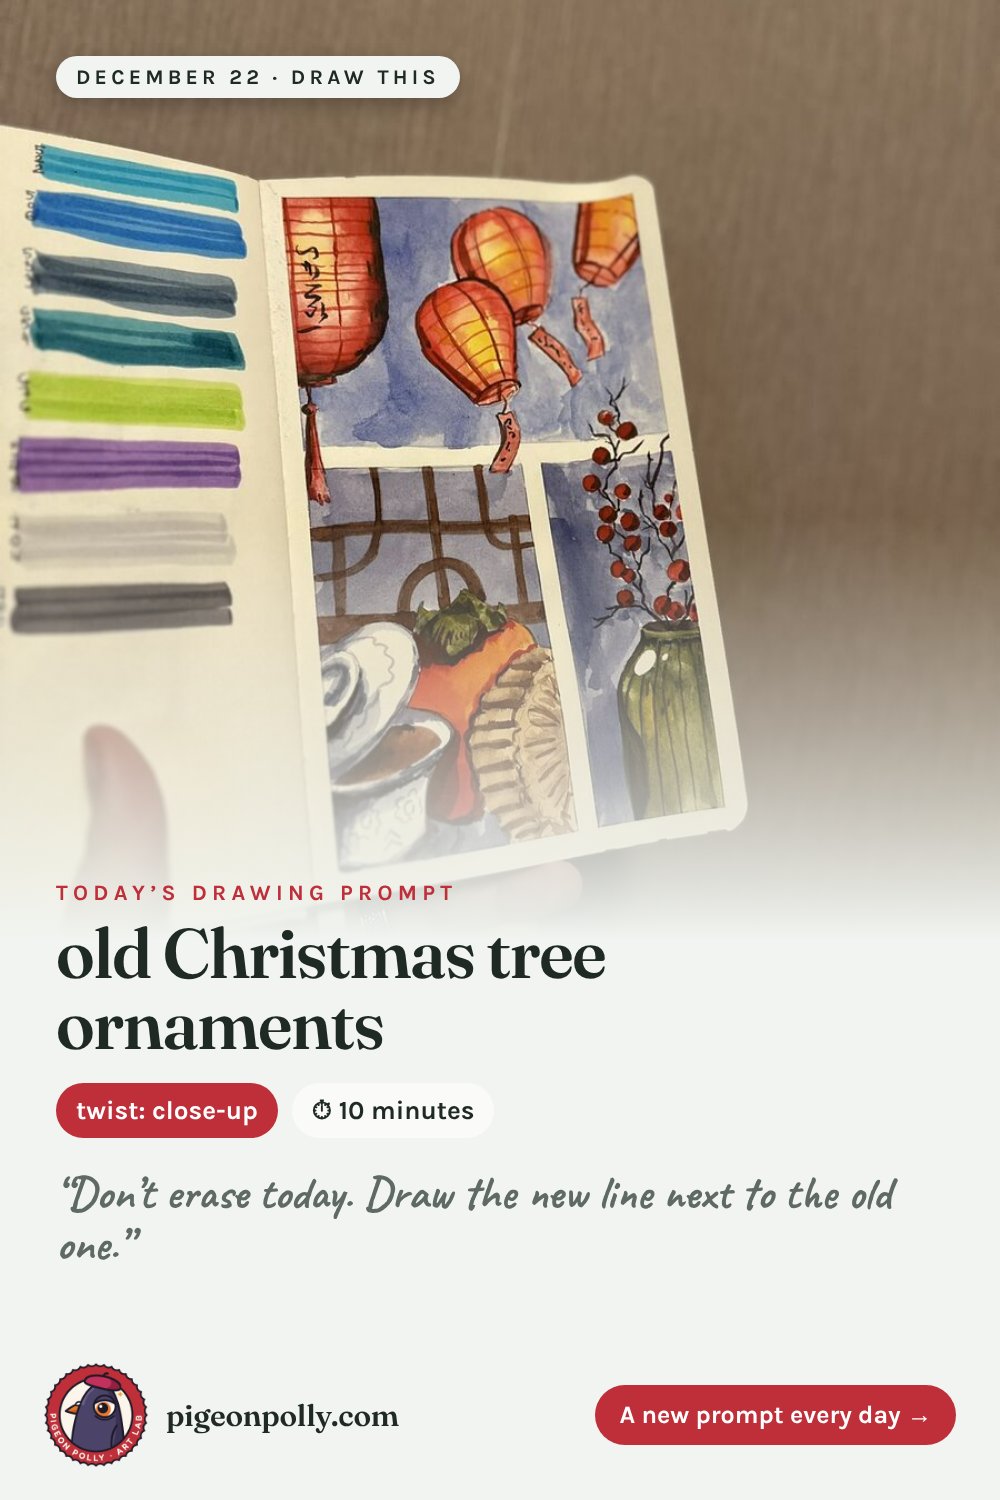 DECEMBER 22 · DRAW THIS
TODAY’S DRAWING PROMPT
old Christmas tree
ornaments
twist: close-up
⏱ 10 minutes
“Don’t erase today. Draw the new line next to the old
one.”
PIGEON POLLY · ART LAB
pigeonpolly.com
A new prompt every day →